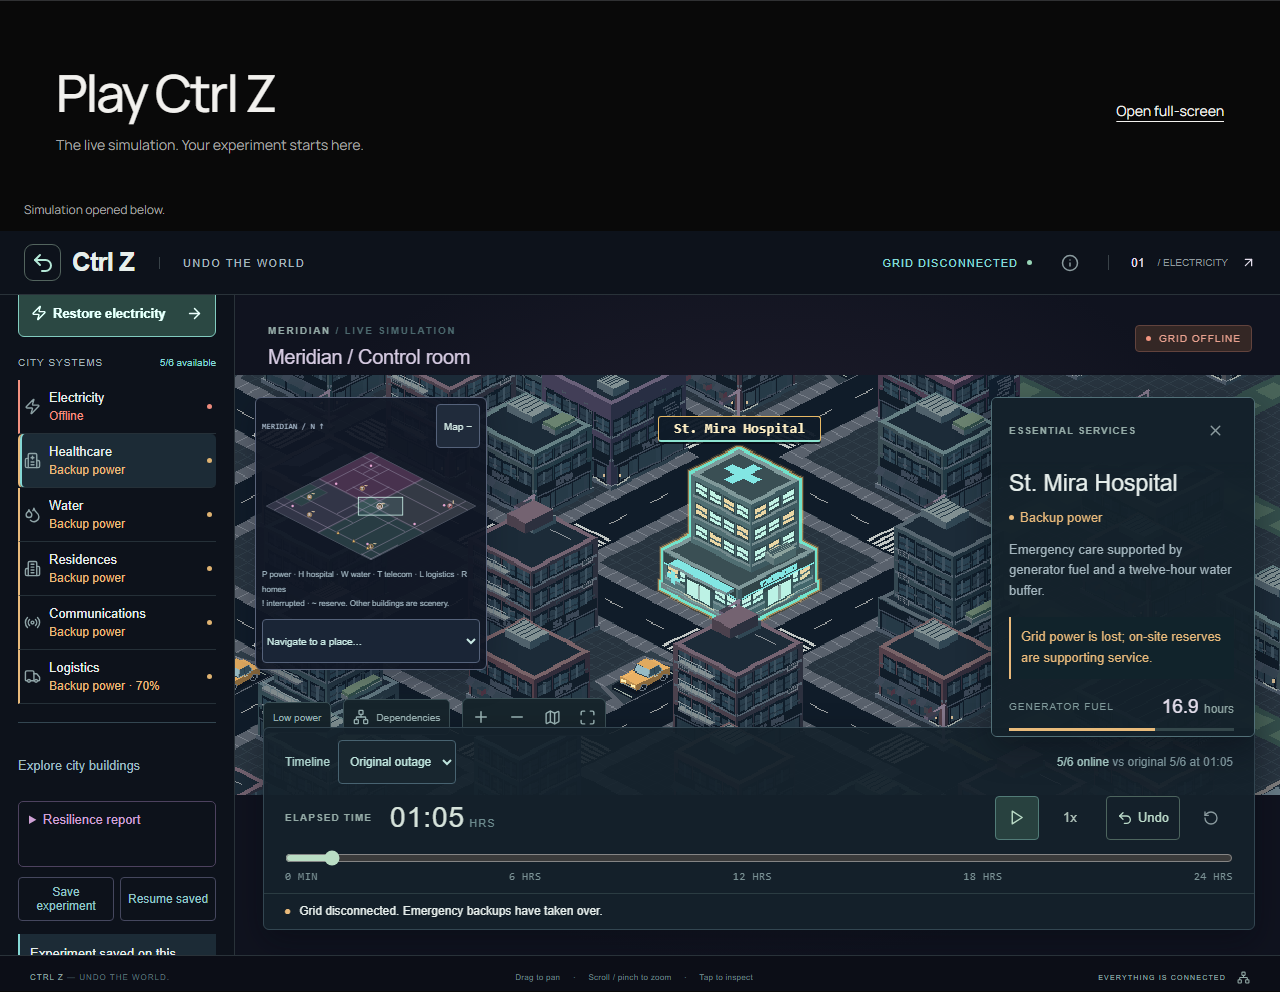 Play Ctrl Z
Open full-screen
The live simulation. Your experiment starts here.
Simulation opened below.
Ctrl Z
UNDO THE WORLD
GRID DISCONNECTED
01
/ ELECTRICITY
Restore electricity
CITY SYSTEMS
5/6 available
Electricity
Offline
Healthcare
Backup power
Water
Backup power
Residences
Backup power
Communications
Backup power
Logistics
Backup power · 70%
Explore city buildings
Resilience report
Save experiment
Resume saved
Experiment saved on this
MERIDIAN / LIVE SIMULATION
Meridian / Control room
GRID OFFLINE
MERIDIAN / N ↑
Map −
P power · H hospital · W water · T telecom · L logistics · R
homes
! interrupted · ~ reserve. Other buildings are scenery.
Navigate to a place...
St. Mira Hospital
ESSENTIAL SERVICES
St. Mira Hospital
Backup power
Emergency care supported by
generator fuel and a twelve-hour water
buffer.
Grid power is lost; on-site reserves
are supporting service.
GENERATOR FUEL
16.9 hours
Low power
Dependencies
Timeline
Original outage
5/6 online vs original 5/6 at 01:05
ELAPSED TIME
01:05 HRS
1x
Undo
0 MIN
6 HRS
12 HRS
18 HRS
24 HRS
Grid disconnected. Emergency backups have taken over.
CTRL Z — UNDO THE WORLD.
Drag to pan · Scroll / pinch to zoom · Tap to inspect
EVERYTHING IS CONNECTED